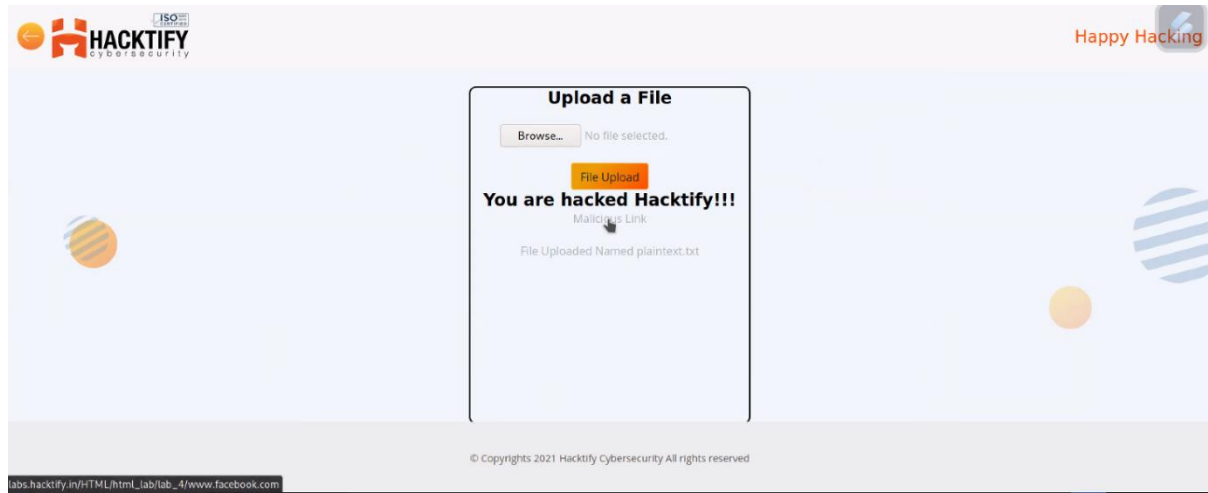 ISO
HACKTIFY
cybersecurity
Happy Hacking
Upload a File
Browse... No file selected.
File Upload
You are hacked Hacktify!!!
Malicious Link
File Uploaded Named plaintext.txt
© Copyrights 2021 Hacktify Cybersecurity All rights reserved
labs.hacktify.in/HTML/html_lab/lab_4/www.facebook.com